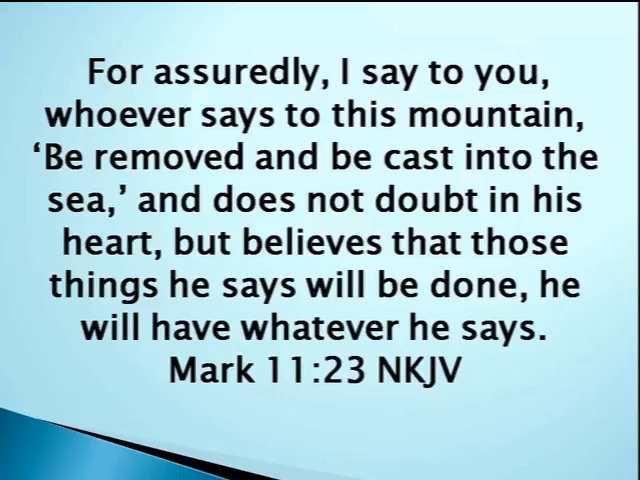 For assuredly, I say to you,
whoever says to this mountain,
‘Be removed and be cast into the
sea,’ and does not doubt in his
heart, but believes that those
things he says will be done, he
will have whatever he says.
Mark 11:23 NKJV